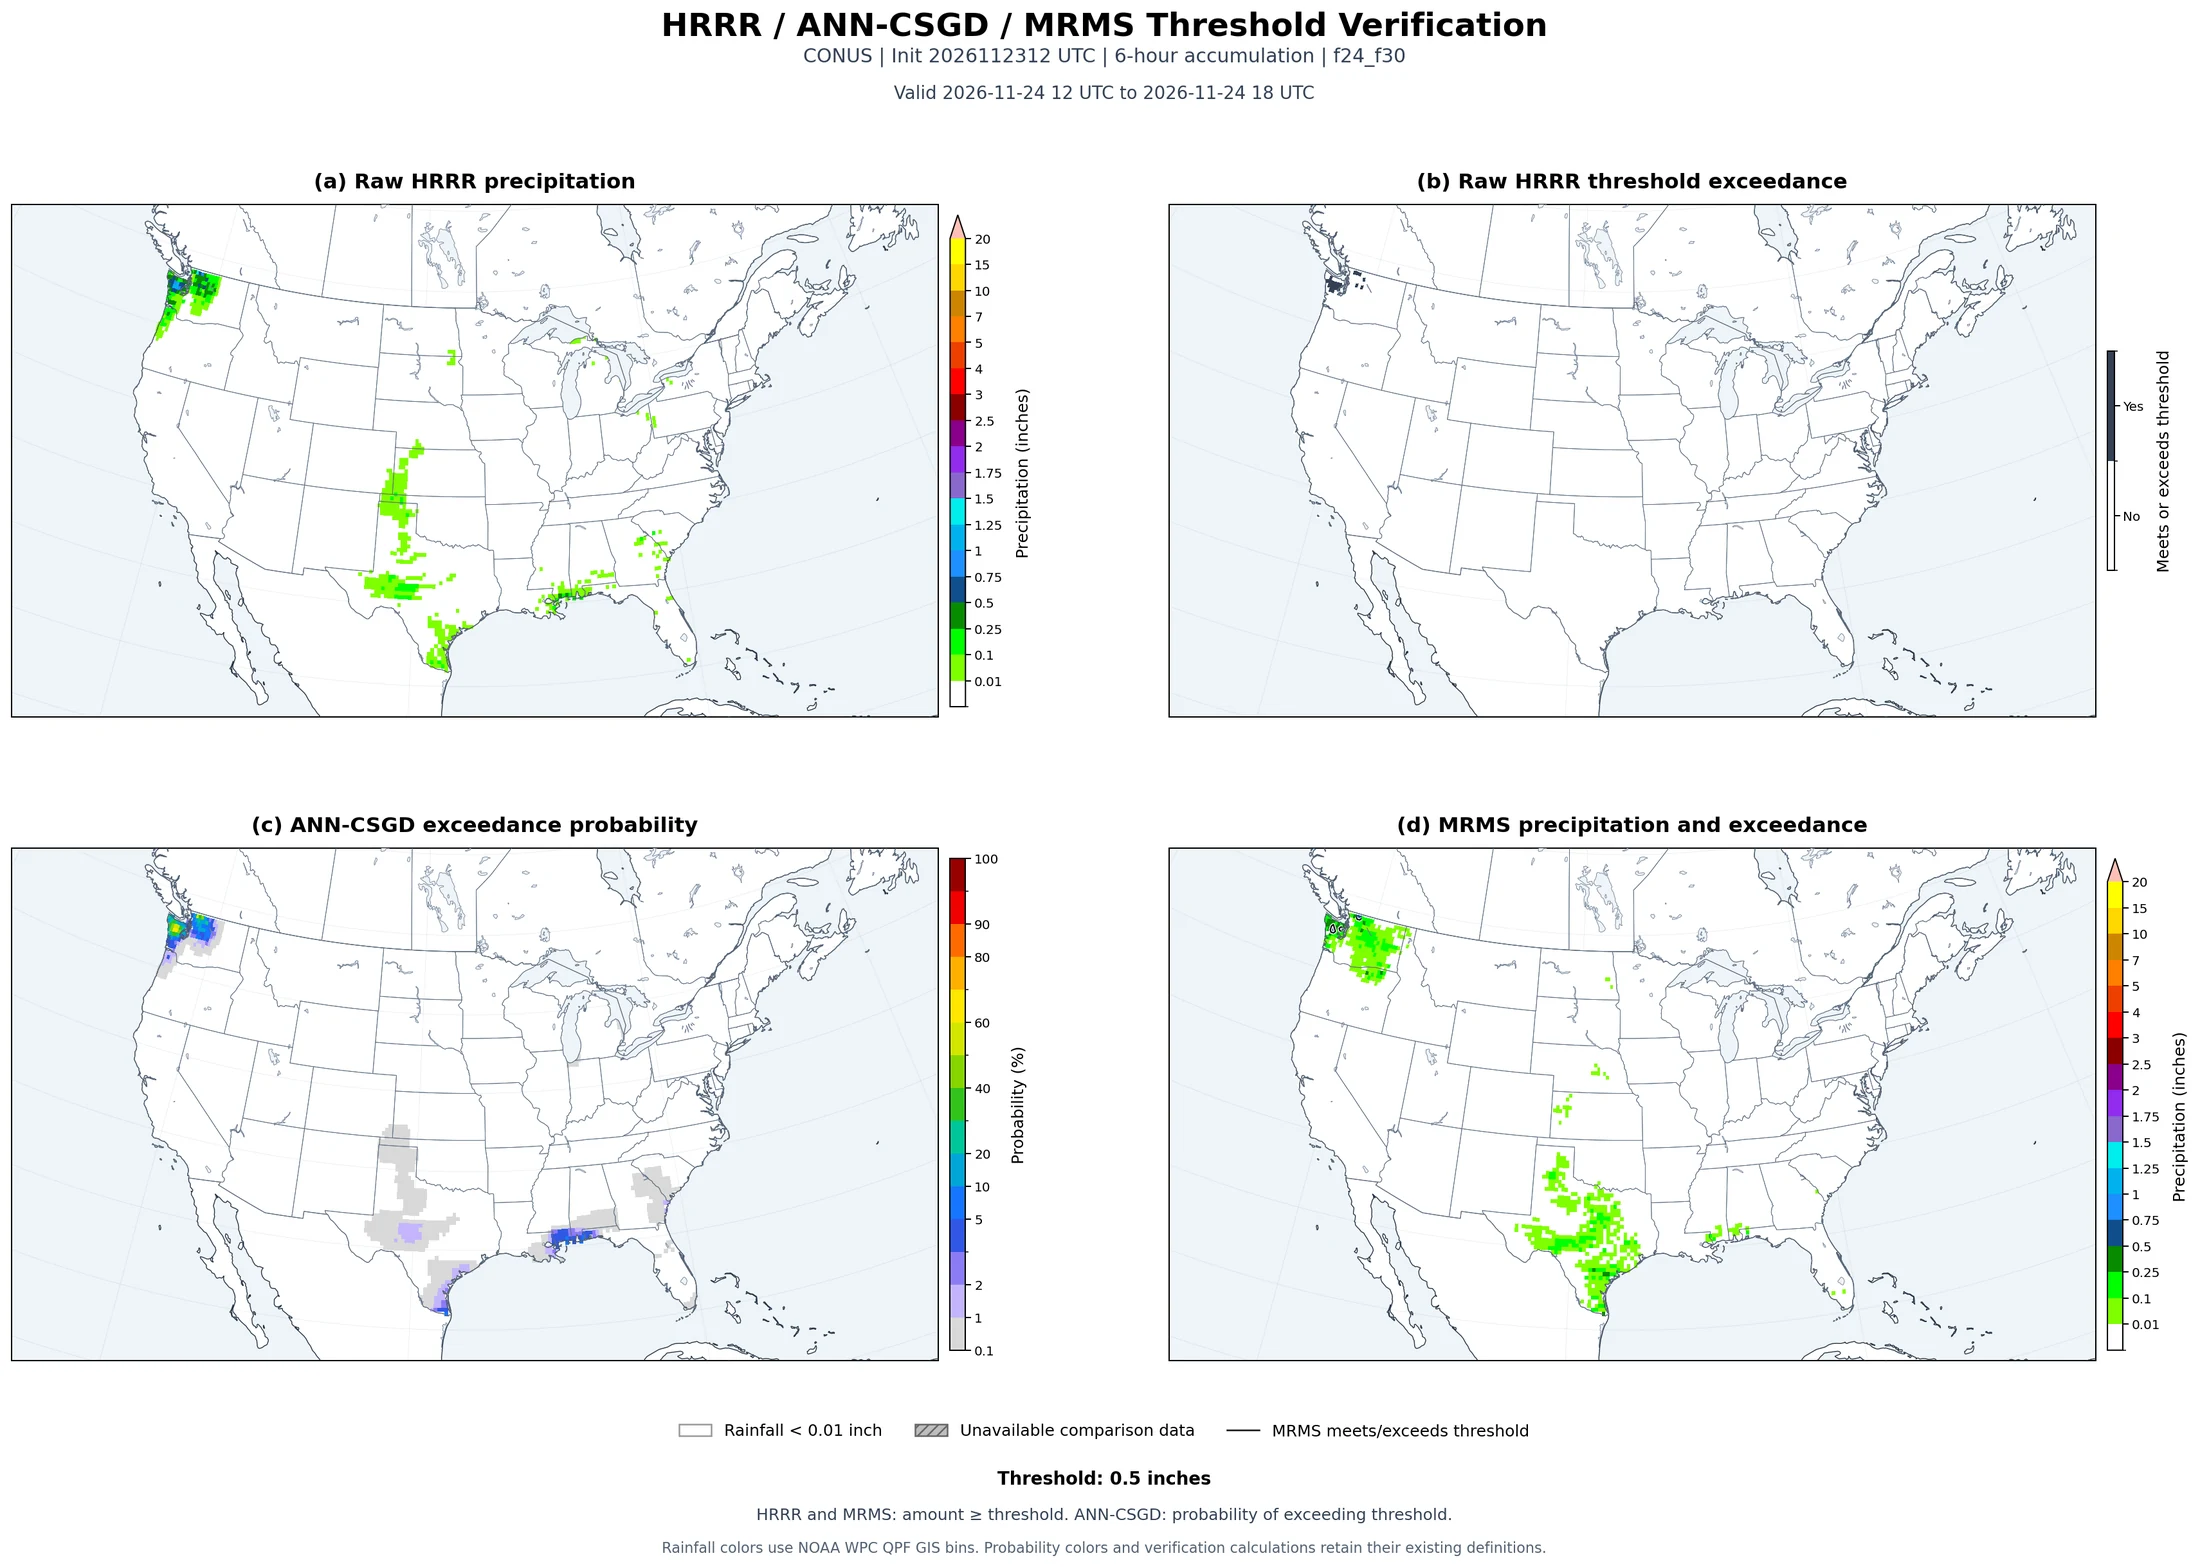 HRRR / ANN-CSGD / MRMS Threshold Verification
CONUS | Init 2026112312 UTC | 6-hour accumulation | f24_f30
Valid 2026-11-24 12 UTC to 2026-11-24 18 UTC
(a) Raw HRRR precipitation
20
15
10
7
5
4
3
2.5
2
1.75
1.5
1.25
1
0.75
0.5
0.25
0.1
0.01
Precipitation (inches)
(b) Raw HRRR threshold exceedance
Yes
No
Meets or exceeds threshold
(c) ANN-CSGD exceedance probability
100
90
80
60
40
20
10
5
2
1
0.1
Probability (%)
(d) MRMS precipitation and exceedance
20
15
10
7
5
4
3
2.5
2
1.75
1.5
1.25
1
0.75
0.5
0.25
0.1
0.01
Precipitation (inches)
Rainfall < 0.01 inch
Unavailable comparison data
MRMS meets/exceeds threshold
Threshold: 0.5 inches
HRRR and MRMS: amount ≥ threshold. ANN-CSGD: probability of exceeding threshold.
Rainfall colors use NOAA WPC QPF GIS bins. Probability colors and verification calculations retain their existing definitions.